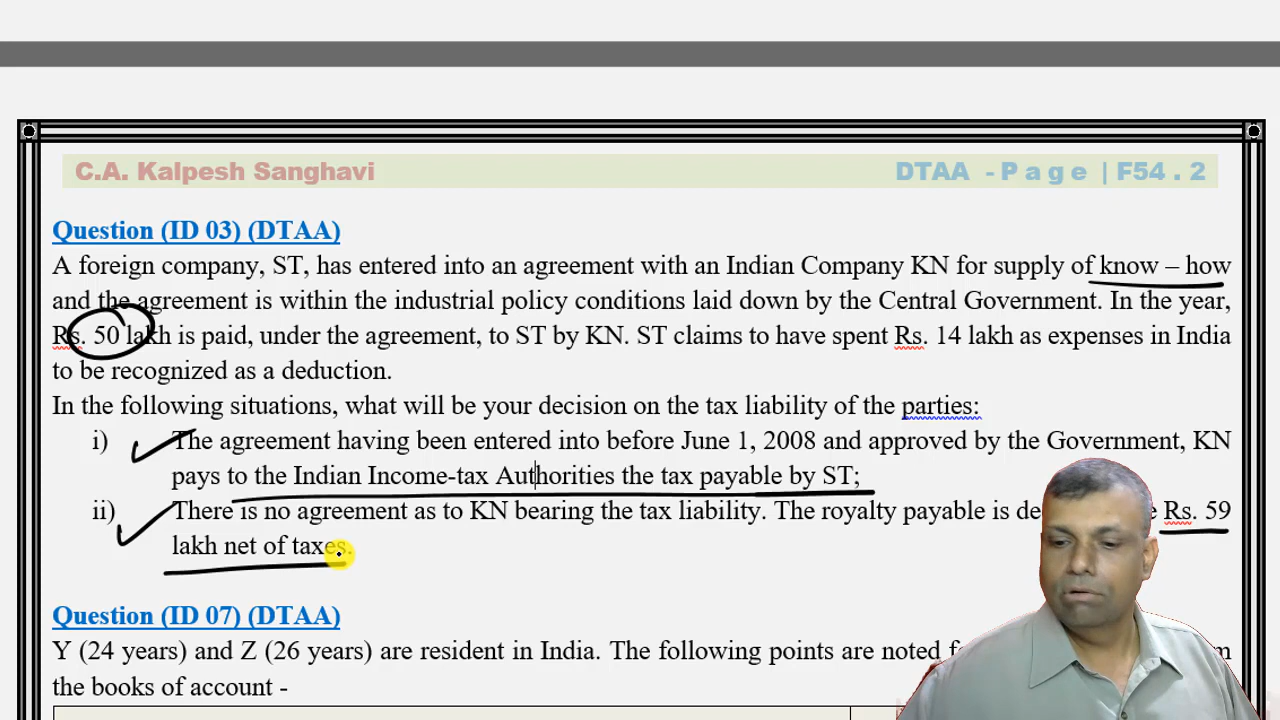 C.A. Kalpesh Sanghavi DTAA - P a g e | F54 . 2
Question (ID 03) (DTAA)
A foreign company, ST, has entered into an agreement with an Indian Company KN for supply of know – how
and the agreement is within the industrial policy conditions laid down by the Central Government. In the year,
Rs. 50 lakh is paid, under the agreement, to ST by KN. ST claims to have spent Rs. 14 lakh as expenses in India
to be recognized as a deduction.
In the following situations, what will be your decision on the tax liability of the parties:
i) The agreement having been entered into before June 1, 2008 and approved by the Government, KN
pays to the Indian Income-tax Authorities the tax payable by ST;
ii) There is no agreement as to KN bearing the tax liability. The royalty payable is Rs. 59
lakh net of taxes.
Question (ID 07) (DTAA)
Y (24 years) and Z (26 years) are resident in India. The following points are noted
the books of account -